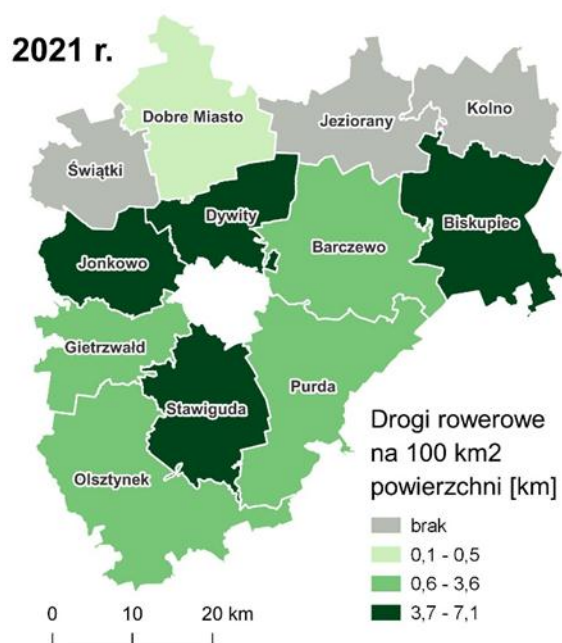 2021 r.
Dobre Miasto
Jeziorany
Kolno
Świątki
Dywity
Biskupiec
Barczewo
Jonkowo
Gietrzwałd
Purda
Stawiguda
Olsztynek
Drogi rowerowe
na 100 km2
powierzchni [km]
brak
0,1 - 0,5
0,6 - 3,6
3,7 - 7,1
0 10 20 km